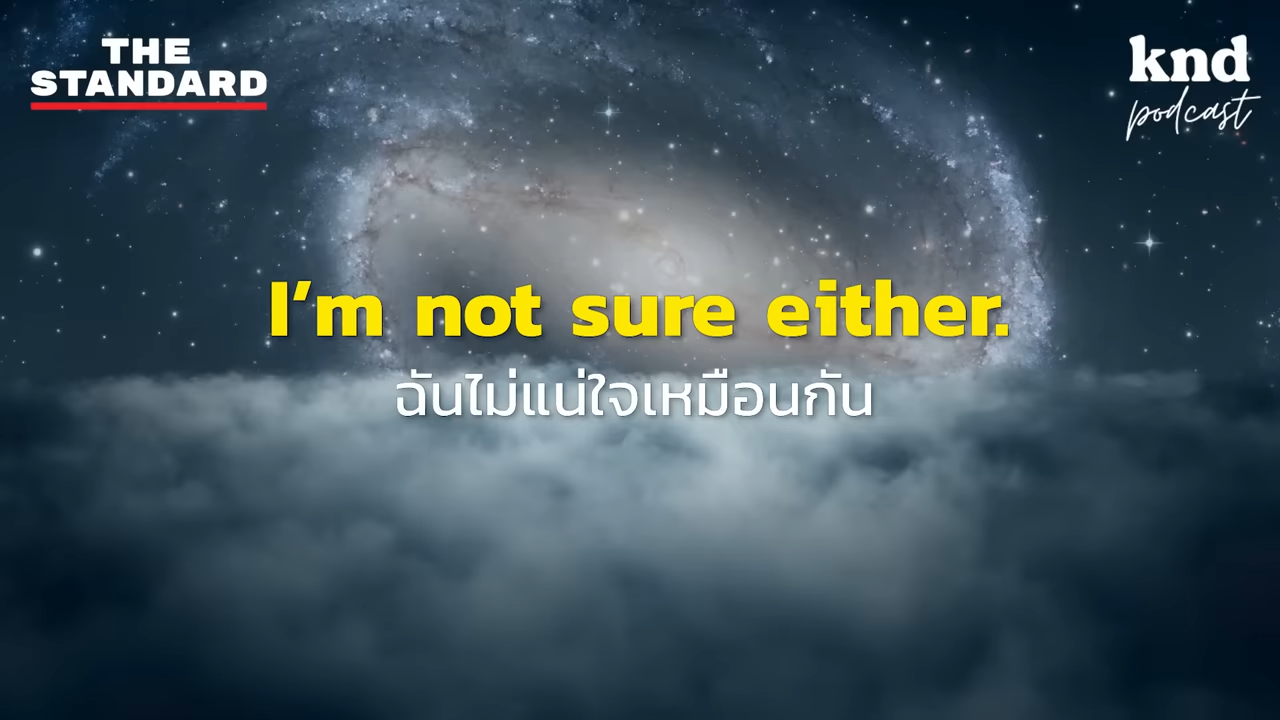 THE
STANDARD
knd
podcast
I’m not sure either.
ฉันไม่แน่ใจเหมือนกัน